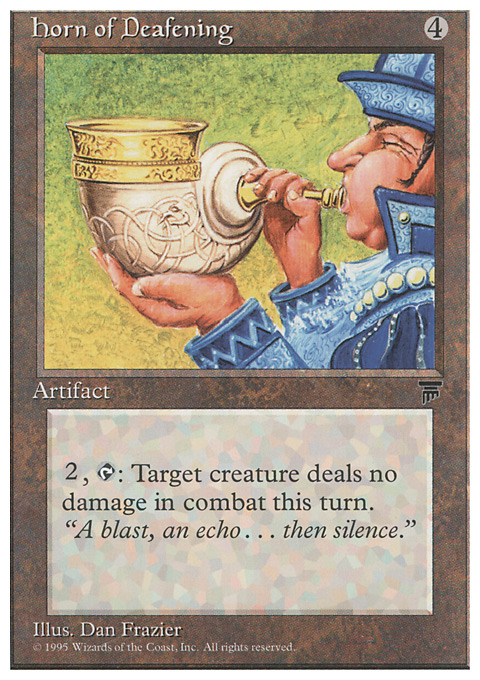 Horn of Deafening 4
Artifact
2, : Target creature deals no
damage in combat this turn.
“A blast, an echo . . . then silence.”
Illus. Dan Frazier
© 1995 Wizards of the Coast, Inc. All rights reserved.